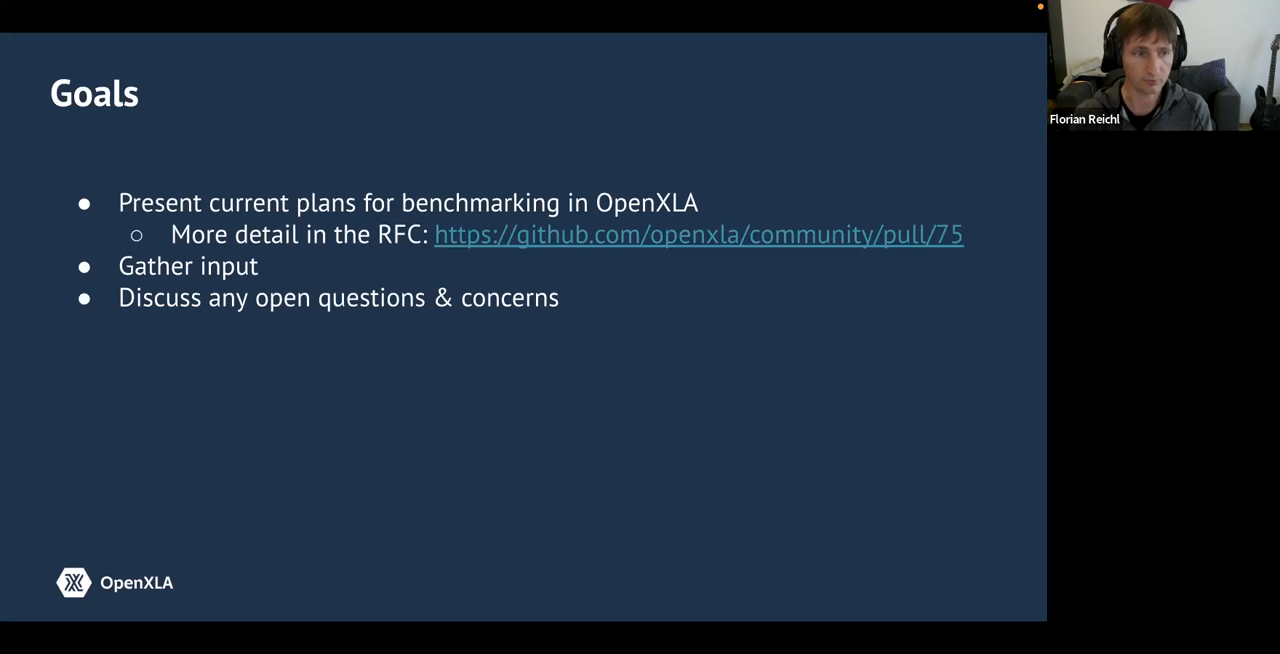 Goals
● Present current plans for benchmarking in OpenXLA
○ More detail in the RFC: https://github.com/openxla/community/pull/75
● Gather input
● Discuss any open questions & concerns
OpenXLA
Florian Reichl